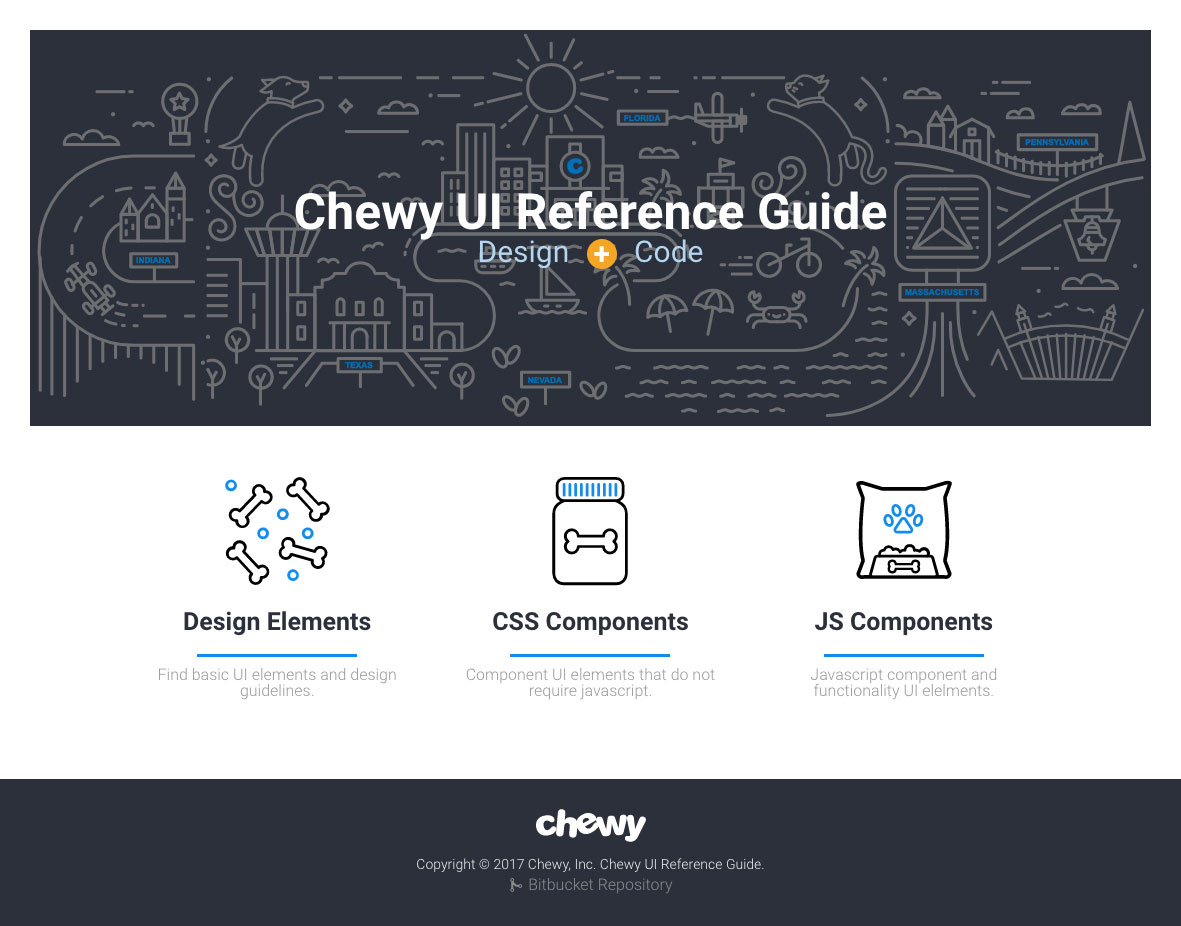 FLORIDA
PENNSYLVANIA
C
Chewy UI Reference Guide
Design + Code
INDIANA
MASSACHUSETTS
TEXAS
NEVADA
Design Elements
Find basic UI elements and design
guidelines.
CSS Components
Component UI elements that do not
require javascript.
JS Components
Javascript component and
functionality UI elelments.
chewy
Copyright © 2017 Chewy, Inc. Chewy UI Reference Guide.
Bitbucket Repository